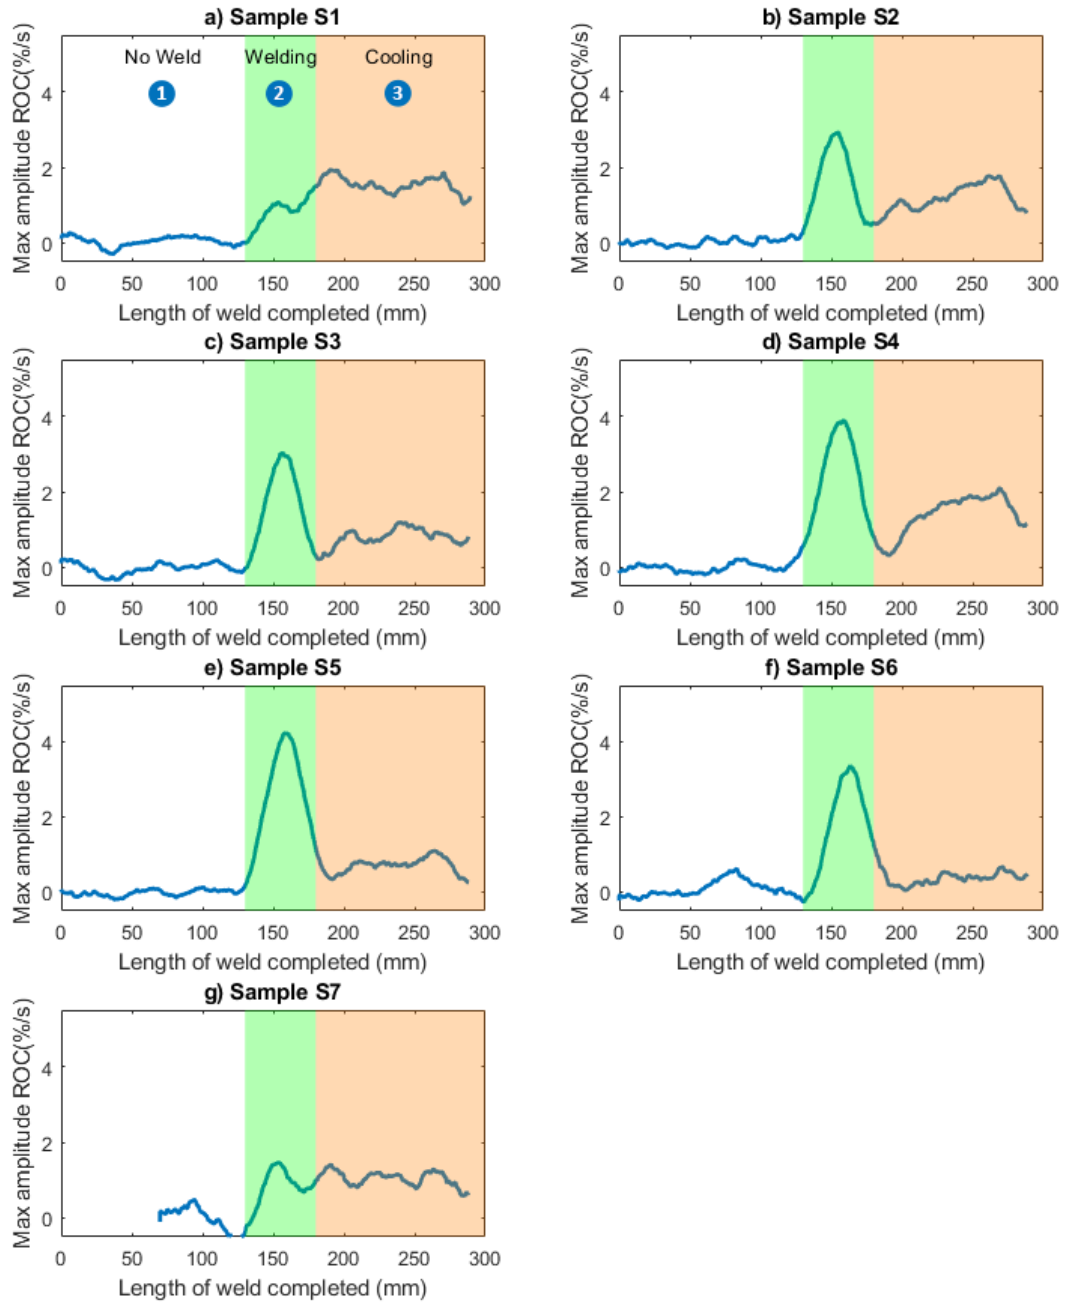 a) Sample S1
Max amplitude ROC(%/s)
No Weld Welding Cooling
1 2 3
4
2
0
0 50 100 150 200 250 300
Length of weld completed (mm)
b) Sample S2
Max amplitude ROC(%/s)
4
2
0
0 50 100 150 200 250 300
Length of weld completed (mm)
c) Sample S3
Max amplitude ROC(%/s)
4
2
0
0 50 100 150 200 250 300
Length of weld completed (mm)
d) Sample S4
Max amplitude ROC(%/s)
4
2
0
0 50 100 150 200 250 300
Length of weld completed (mm)
e) Sample S5
Max amplitude ROC(%/s)
4
2
0
0 50 100 150 200 250 300
Length of weld completed (mm)
f) Sample S6
Max amplitude ROC(%/s)
4
2
0
0 50 100 150 200 250 300
Length of weld completed (mm)
g) Sample S7
Max amplitude ROC(%/s)
4
2
0
0 50 100 150 200 250 300
Length of weld completed (mm)